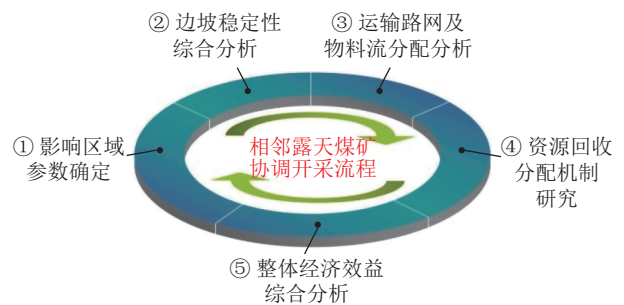 ② 边坡稳定性
综合分析
③ 运输路网及
物料流分配分析
① 影响区域
参数确定
相邻露天煤矿
协调开采流程
④ 资源回收
分配机制
研究
⑤ 整体经济效益
综合分析